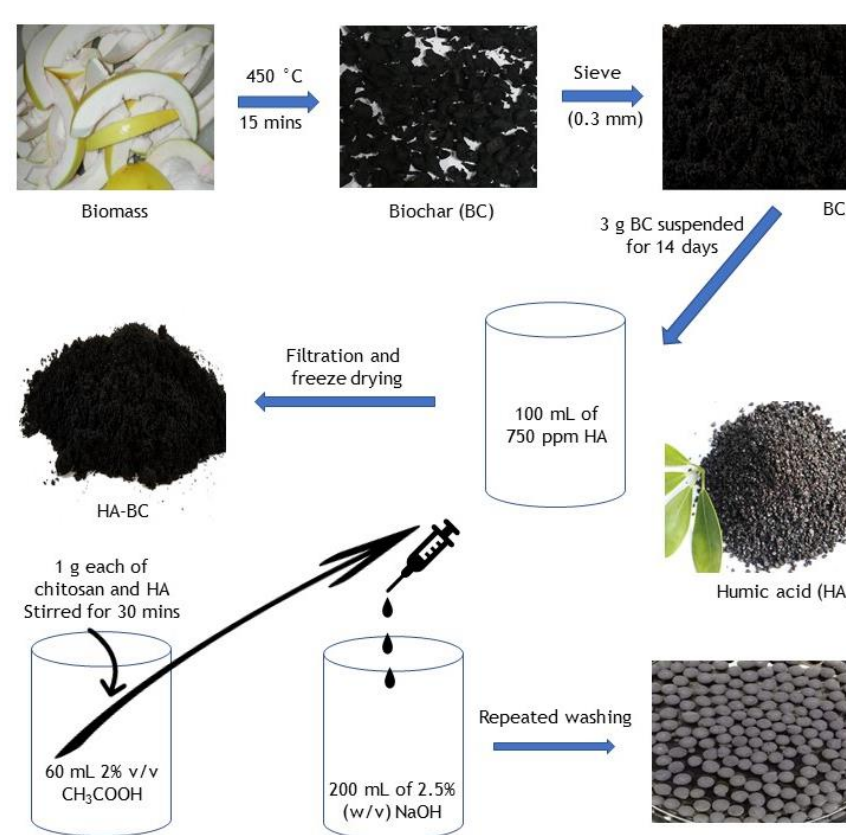 450 °C
15 mins
Sieve
(0.3 mm)
Biomass
Biochar (BC)
BC
3 g BC suspended
for 14 days
Filtration and
freeze drying
100 mL of
750 ppm HA
HA-BC
Humic acid (HA
1 g each of
chitosan and HA
Stirred for 30 mins
60 mL 2% v/v
CH₃COOH
200 mL of 2.5%
(w/v) NaOH
Repeated washing